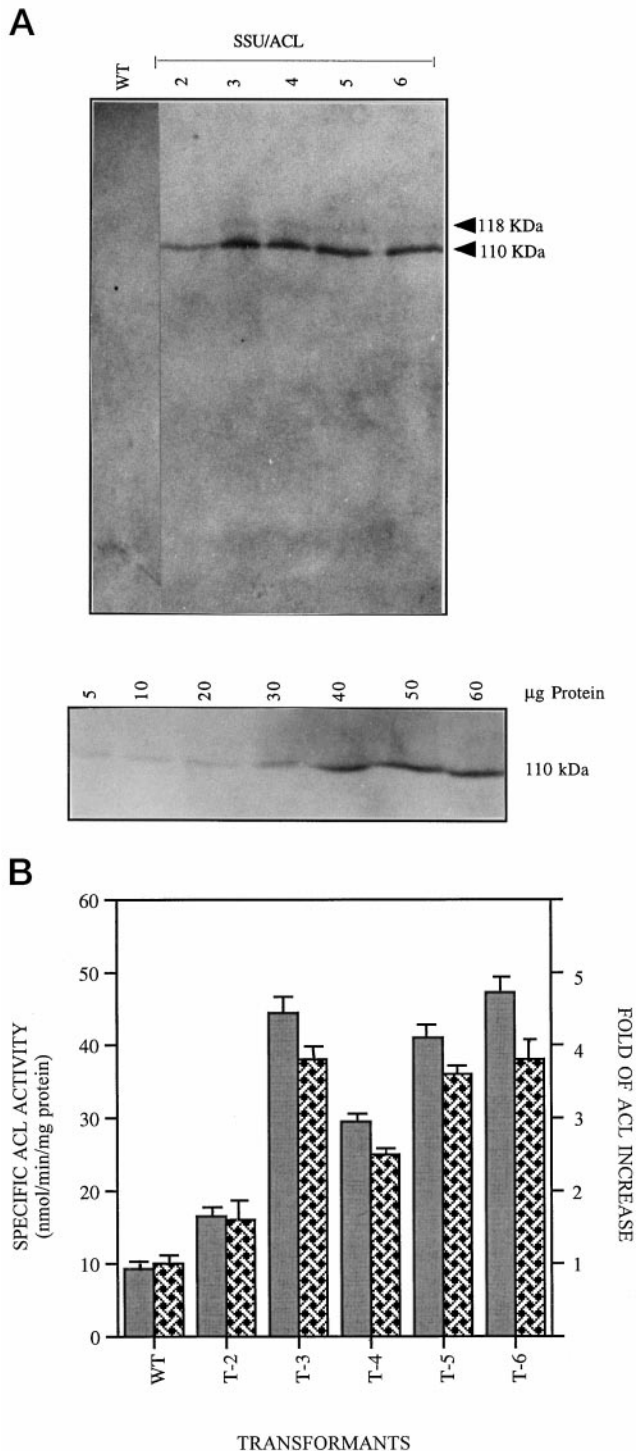 A
SSU/ACL
WT 2 3 4 5 6
118 KDa
110 KDa
5 10 20 30 40 50 60 µg Protein
110 kDa
B
60
50
40
30
20
10
0
SPECIFIC ACL ACTIVITY
(nmol/min/mg protein)
5
4
3
2
1
FOLD OF ACL INCREASE
WT T-2 T-3 T-4 T-5 T-6
TRANSFORMANTS